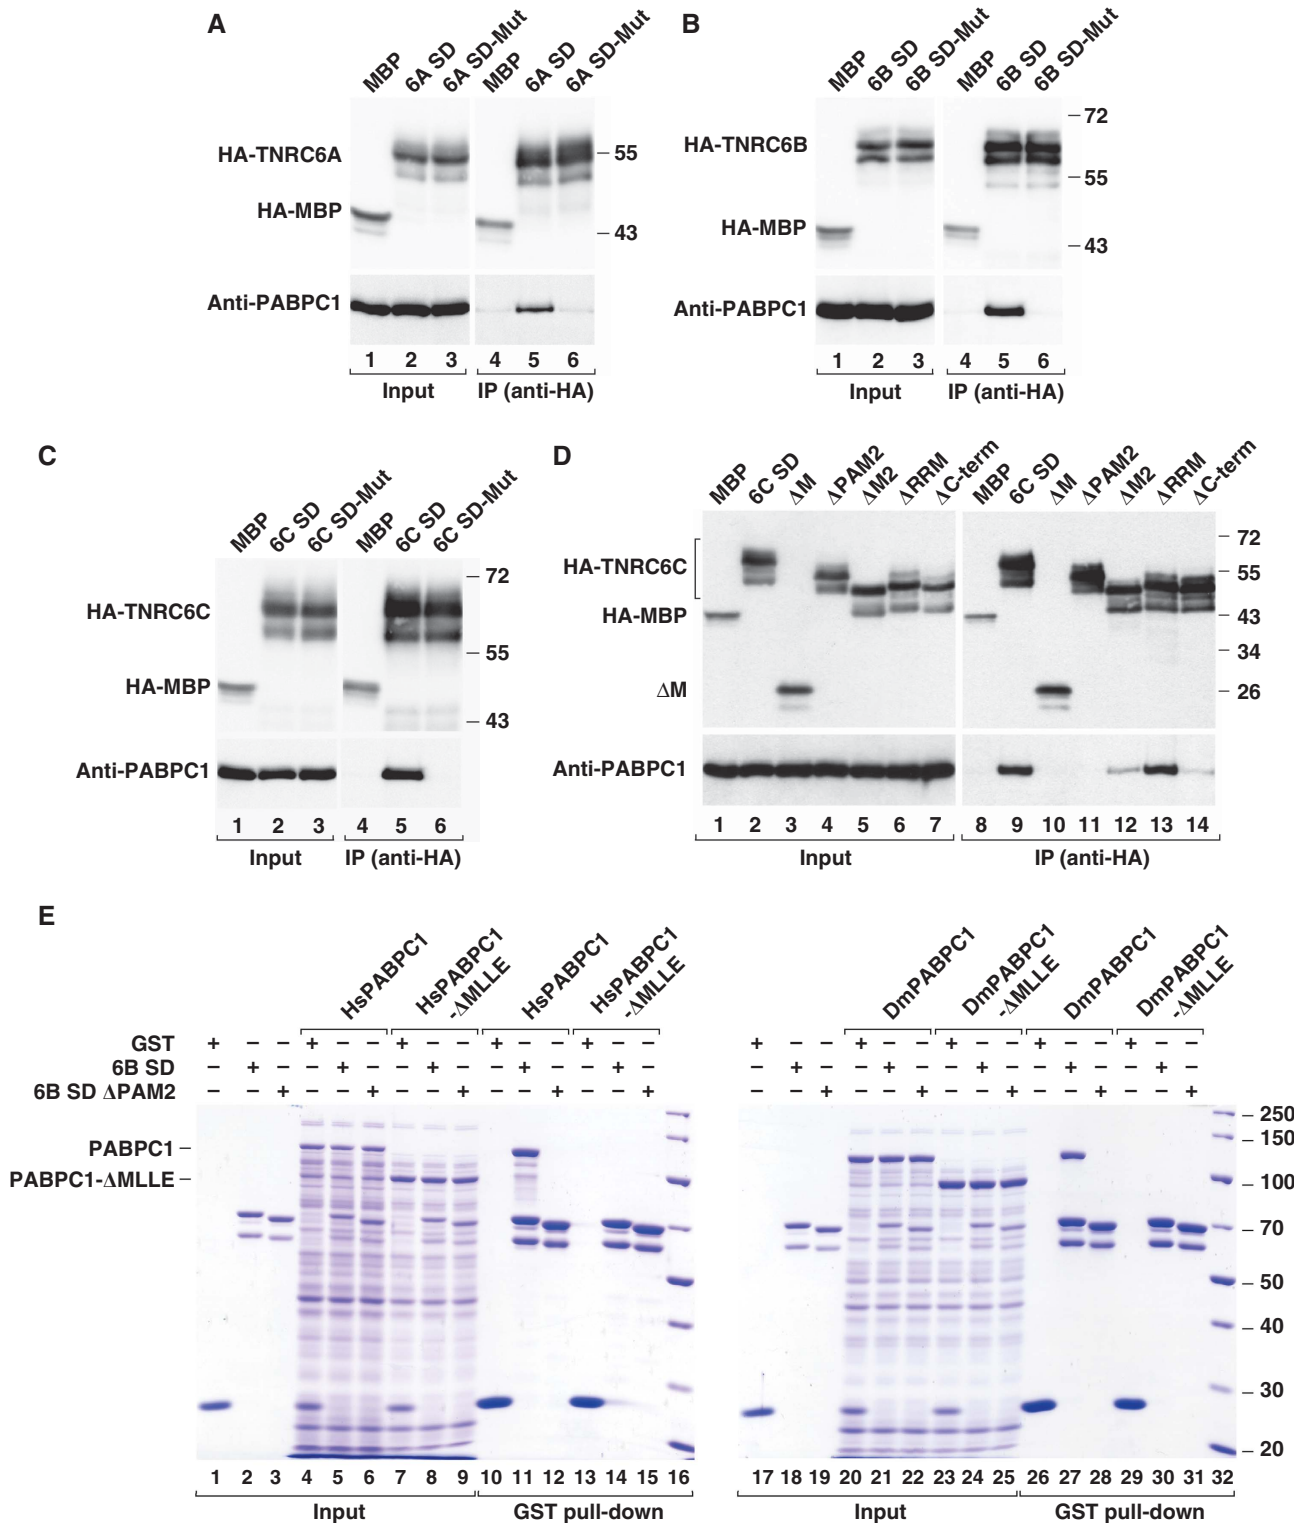 A
MBP 6A SD 6A SD-Mut MBP 6A SD 6A SD-Mut
HA-TNRC6A
HA-MBP
55
43
Anti-PABPC1
1 2 3 4 5 6
Input IP (anti-HA)
B
MBP 6B SD 6B SD-Mut MBP 6B SD 6B SD-Mut
HA-TNRC6B
HA-MBP
72
55
43
Anti-PABPC1
1 2 3 4 5 6
Input IP (anti-HA)
C
MBP 6C SD 6C SD-Mut MBP 6C SD 6C SD-Mut
HA-TNRC6C
HA-MBP
72
55
43
Anti-PABPC1
1 2 3 4 5 6
Input IP (anti-HA)
D
MBP 6C SD ΔM ΔPAM2 ΔM2 ΔRRM ΔC-term MBP 6C SD ΔM ΔPAM2 ΔM2 ΔRRM ΔC-term
HA-TNRC6C
HA-MBP
ΔM
72
55
43
34
26
Anti-PABPC1
1 2 3 4 5 6 7 8 9 10 11 12 13 14
Input IP (anti-HA)
E
HsPABPC1 HsPABPC1 -ΔMLLE HsPABPC1 HsPABPC1 -ΔMLLE DmPABPC1 DmPABPC1 -ΔMLLE DmPABPC1 DmPABPC1 -ΔMLLE
GST + – – + – – + – – + – – + – – + – – + – – + – – + – – + – –
6B SD – + – – + – – + – – + – – + – – + – – + – – + – – + – – + –
6B SD ΔPAM2 – – + – – + – – + – – + – – + – – + – – + – – + – – + – – +
PABPC1
PABPC1-ΔMLLE
250
150
100
70
50
40
30
20
1 2 3 4 5 6 7 8 9 10 11 12 13 14 15 16 17 18 19 20 21 22 23 24 25 26 27 28 29 30 31 32
Input GST pull-down Input GST pull-down